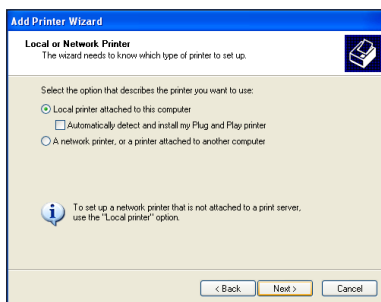 Add Printer Wizard
Local or Network Printer
The wizard needs to know which type of printer to set up.
Select the option that describes the printer you want to use:
Local printer attached to this computer
Automatically detect and install my Plug and Play printer
A network printer, or a printer attached to another computer
To set up a network printer that is not attached to a print server,
use the "Local printer" option.
< Back Next > Cancel